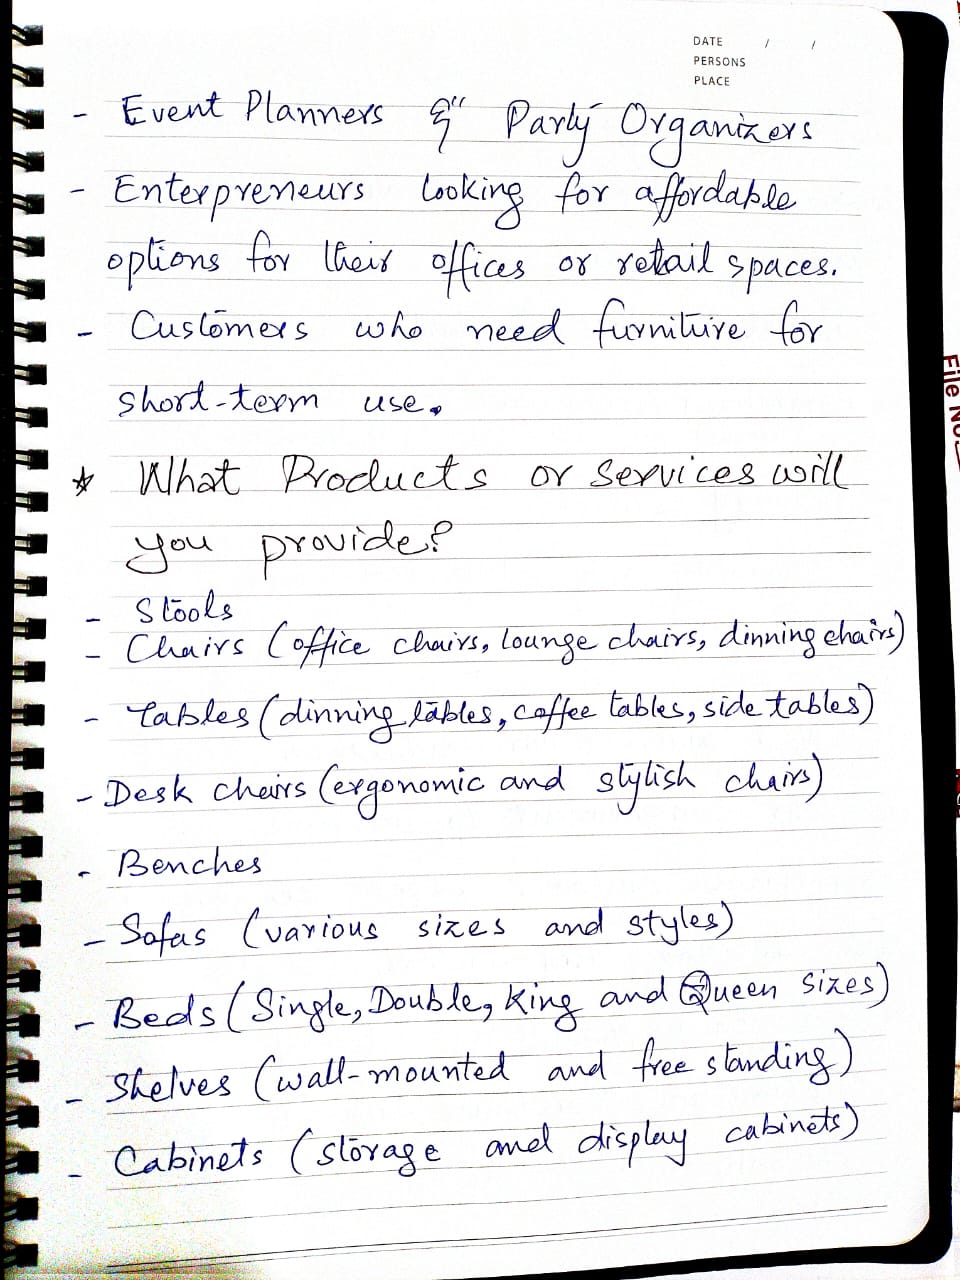 DATE / /
PERSONS
PLACE
- Event Planners & Party Organizers
- Enterpreneurs looking for affordable
options for their offices or retail spaces.
- Customers who need furniture for
short-term use.
☆ What Products or services will
you provide?
- Stools
- Chairs (office chairs, lounge chairs, dinning chairs)
- Tables (dinning tables, coffee tables, side tables)
- Desk chairs (ergonomic and stylish chairs)
- Benches
- Sofas (various sizes and styles)
- Beds (Single, Double, King and Queen Sizes)
- Shelves (wall-mounted and free standing)
- Cabinets (storage and display cabinets)
File No